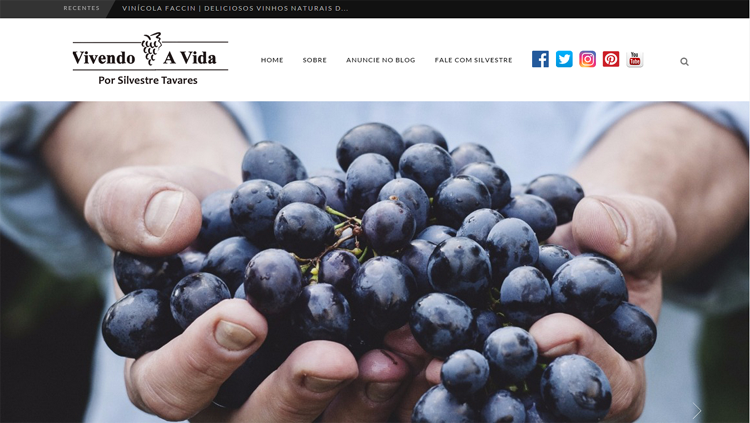 RECENTES
VINÍCOLA FACCIN | DELICIOSOS VINHOS NATURAIS D...
Vivendo A Vida
Por Silvestre Tavares
HOME SOBRE ANUNCIE NO BLOG FALE COM SILVESTRE
You
Tube